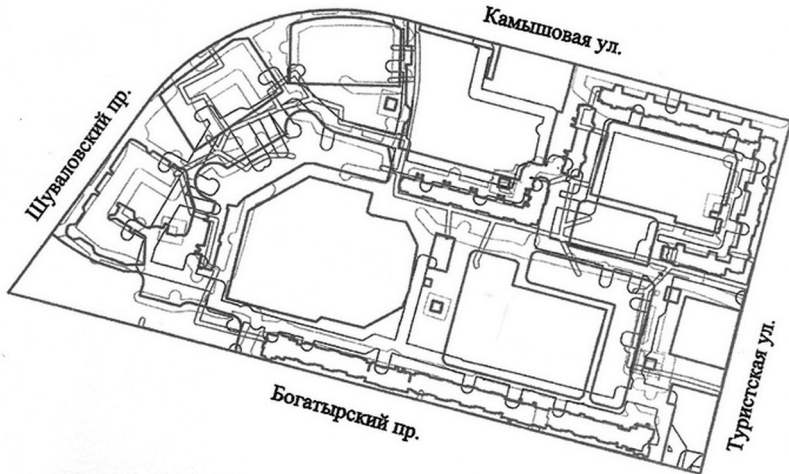 Камышовая ул.
Шуваловский пр.
Богатырский пр.
Туристская ул.